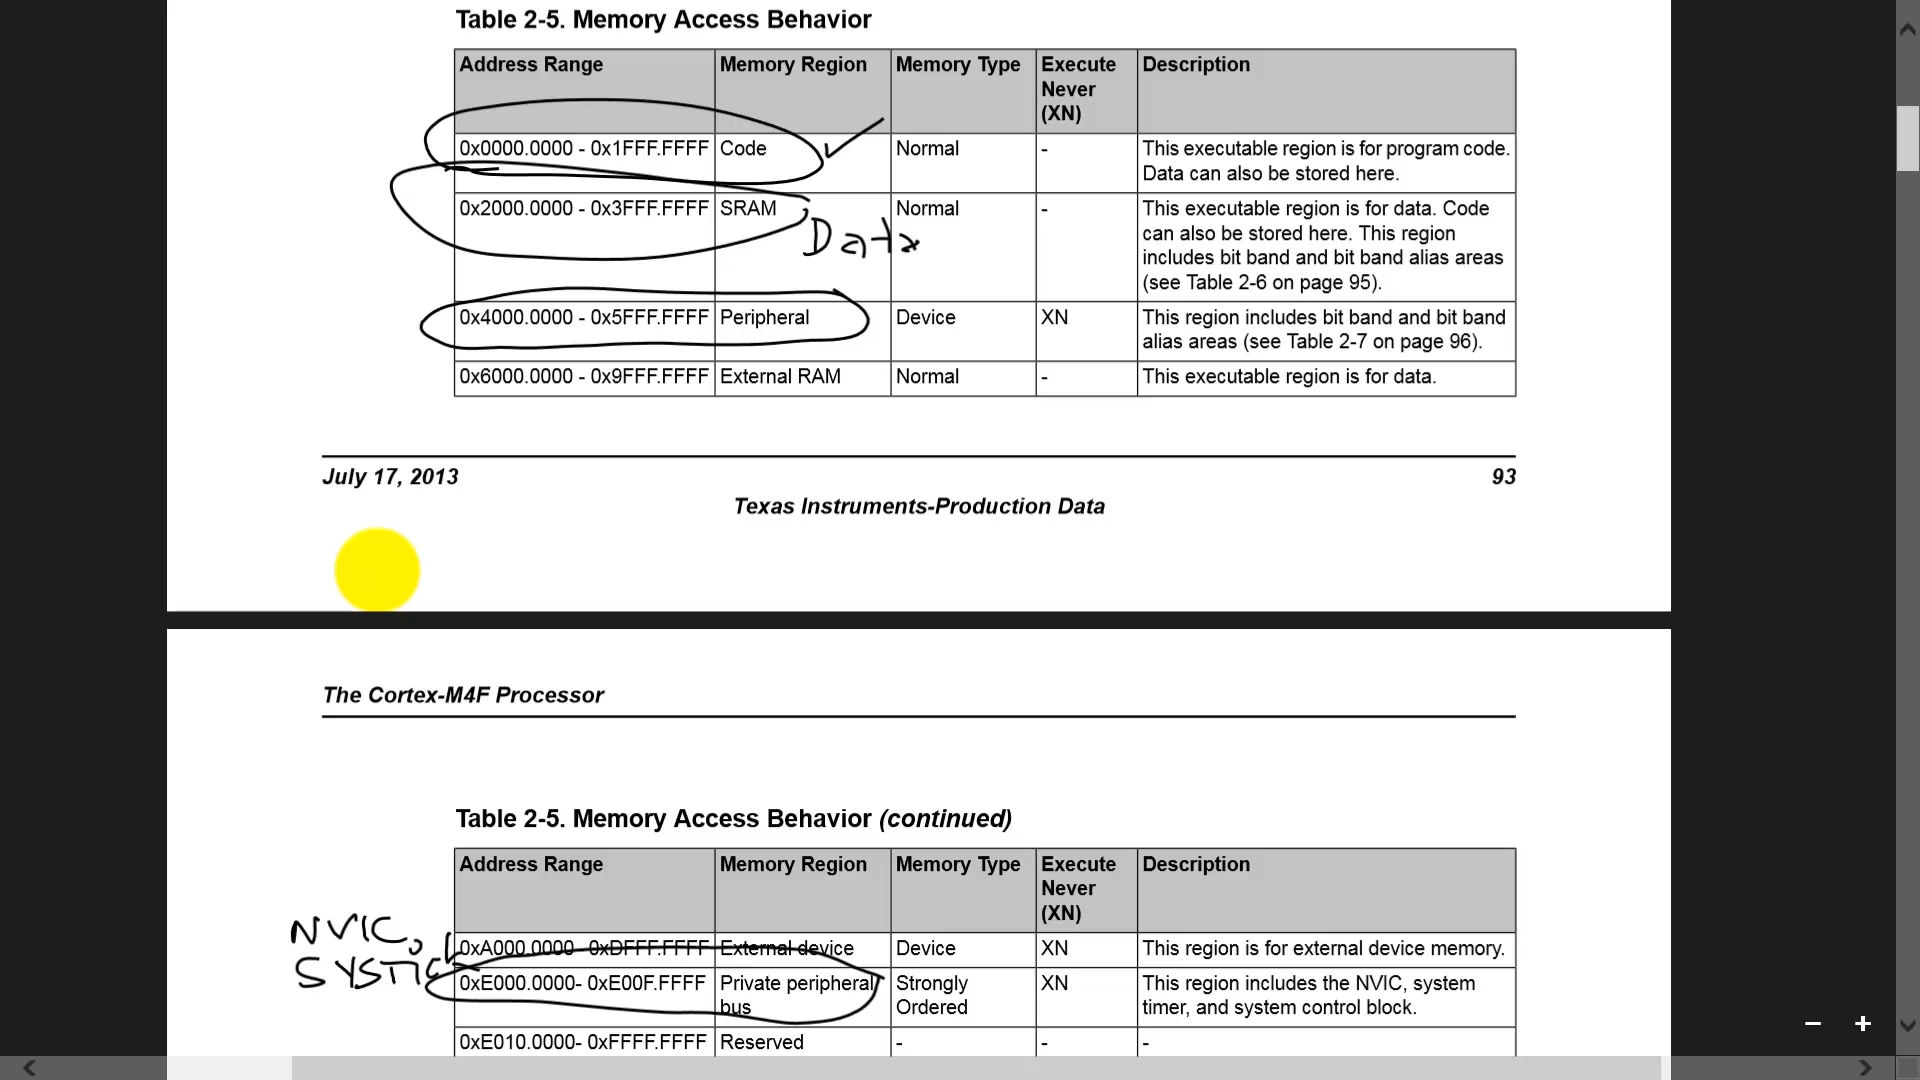 Table 2-5. Memory Access Behavior
Address Range Memory Region Memory Type Execute Never (XN) Description
0x0000.0000 - 0x1FFF.FFFF Code Normal - This executable region is for program code.
Data can also be stored here.
0x2000.0000 - 0x3FFF.FFFF SRAM Normal - This executable region is for data. Code
can also be stored here. This region
includes bit band and bit band alias areas
(see Table 2-6 on page 95).
Data
0x4000.0000 - 0x5FFF.FFFF Peripheral Device XN This region includes bit band and bit band
alias areas (see Table 2-7 on page 96).
0x6000.0000 - 0x9FFF.FFFF External RAM Normal - This executable region is for data.
July 17, 2013 93
Texas Instruments-Production Data
The Cortex-M4F Processor
Table 2-5. Memory Access Behavior (continued)
Address Range Memory Region Memory Type Execute Never (XN) Description
NVIC,
SYSTIC
0xA000.0000 - 0xDFFF.FFFF External device Device XN This region is for external device memory.
0xE000.0000- 0xE00F.FFFF Private peripheral bus Strongly Ordered XN This region includes the NVIC, system
timer, and system control block.
0xE010.0000- 0xFFFF.FFFF Reserved - - -